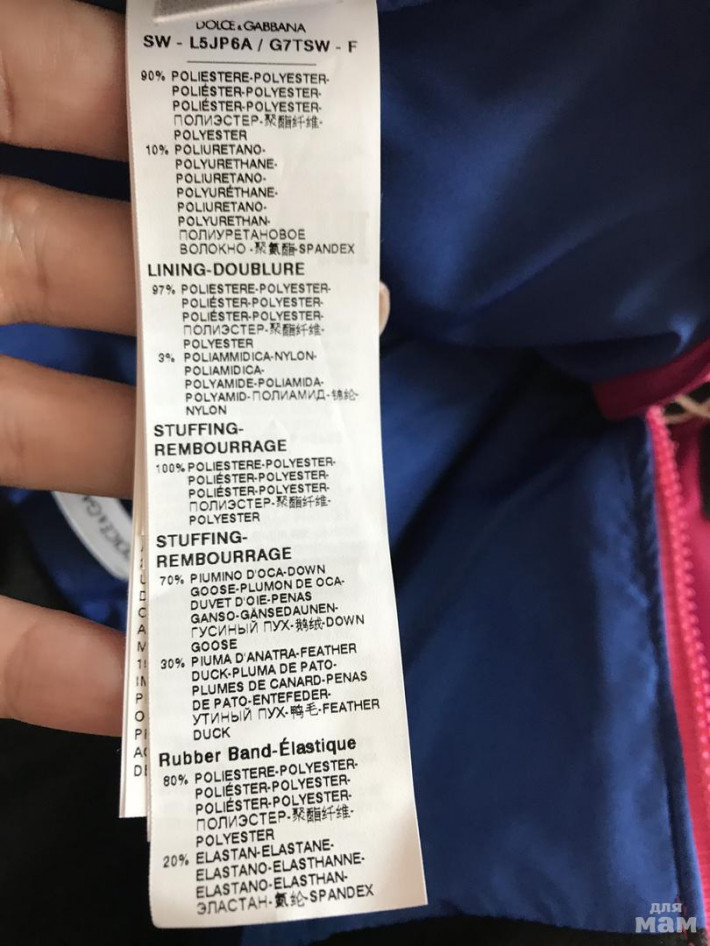 DOLCE & GABBANA
SW - L5JP6A / G7TSW - F
90% POLIESTERE-POLYESTER-
POLIÉSTER-POLYESTER-
POLIÉSTER-POLYESTER-
ПОЛИЭСТЕР-聚酯纤维-
POLYESTER
10% POLIURETANO-
POLYURETHANE-
POLIURETANO-
POLYURÉTHANE-
POLIURETANO-
POLYURETHAN-
ПОЛИУРЕТАНОВОЕ
ВОЛОКНО -聚氨酯-SPANDEX
LINING-DOUBLURE
97% POLIESTERE-POLYESTER-
POLIÉSTER-POLYESTER-
POLIÉSTER-POLYESTER-
ПОЛИЭСТЕР-聚酯纤维-
POLYESTER
3% POLIAMMIDICA-NYLON-
POLIAMIDICA-
POLYAMIDE-POLIAMIDA-
POLYAMID-ПОЛИАМИД-锦纶-
NYLON
STUFFING-
REMBOURRAGE
100% POLIESTERE-POLYESTER-
POLIÉSTER-POLYESTER-
POLIÉSTER-POLYESTER-
ПОЛИЭСТЕР-聚酯纤维-
POLYESTER
STUFFING-
REMBOURRAGE
70% PIUMINO D'OCA-DOWN
GOOSE-PLUMON DE OCA-
DUVET D'OIE-PENAS
GANSO-GÄNSEDAUNEN-
ГУСИНЫЙ ПУХ-鹅绒-DOWN
GOOSE
30% PIUMA D'ANATRA-FEATHER
DUCK-PLUMA DE PATO-
PLUMES DE CANARD-PENAS
DE PATO-ENTEFEDER-
УТИНЫЙ ПУХ-鸭毛-FEATHER
DUCK
Rubber Band-Élastique
80% POLIESTERE-POLYESTER-
POLIÉSTER-POLYESTER-
POLIÉSTER-POLYESTER-
ПОЛИЭСТЕР-聚酯纤维-
POLYESTER
20% ELASTAN-ELASTANE-
ELASTANO-ELASTHANNE-
ELASTANO-ELASTHAN-
ЭЛАСТАН-氨纶-SPANDEX
для
мам